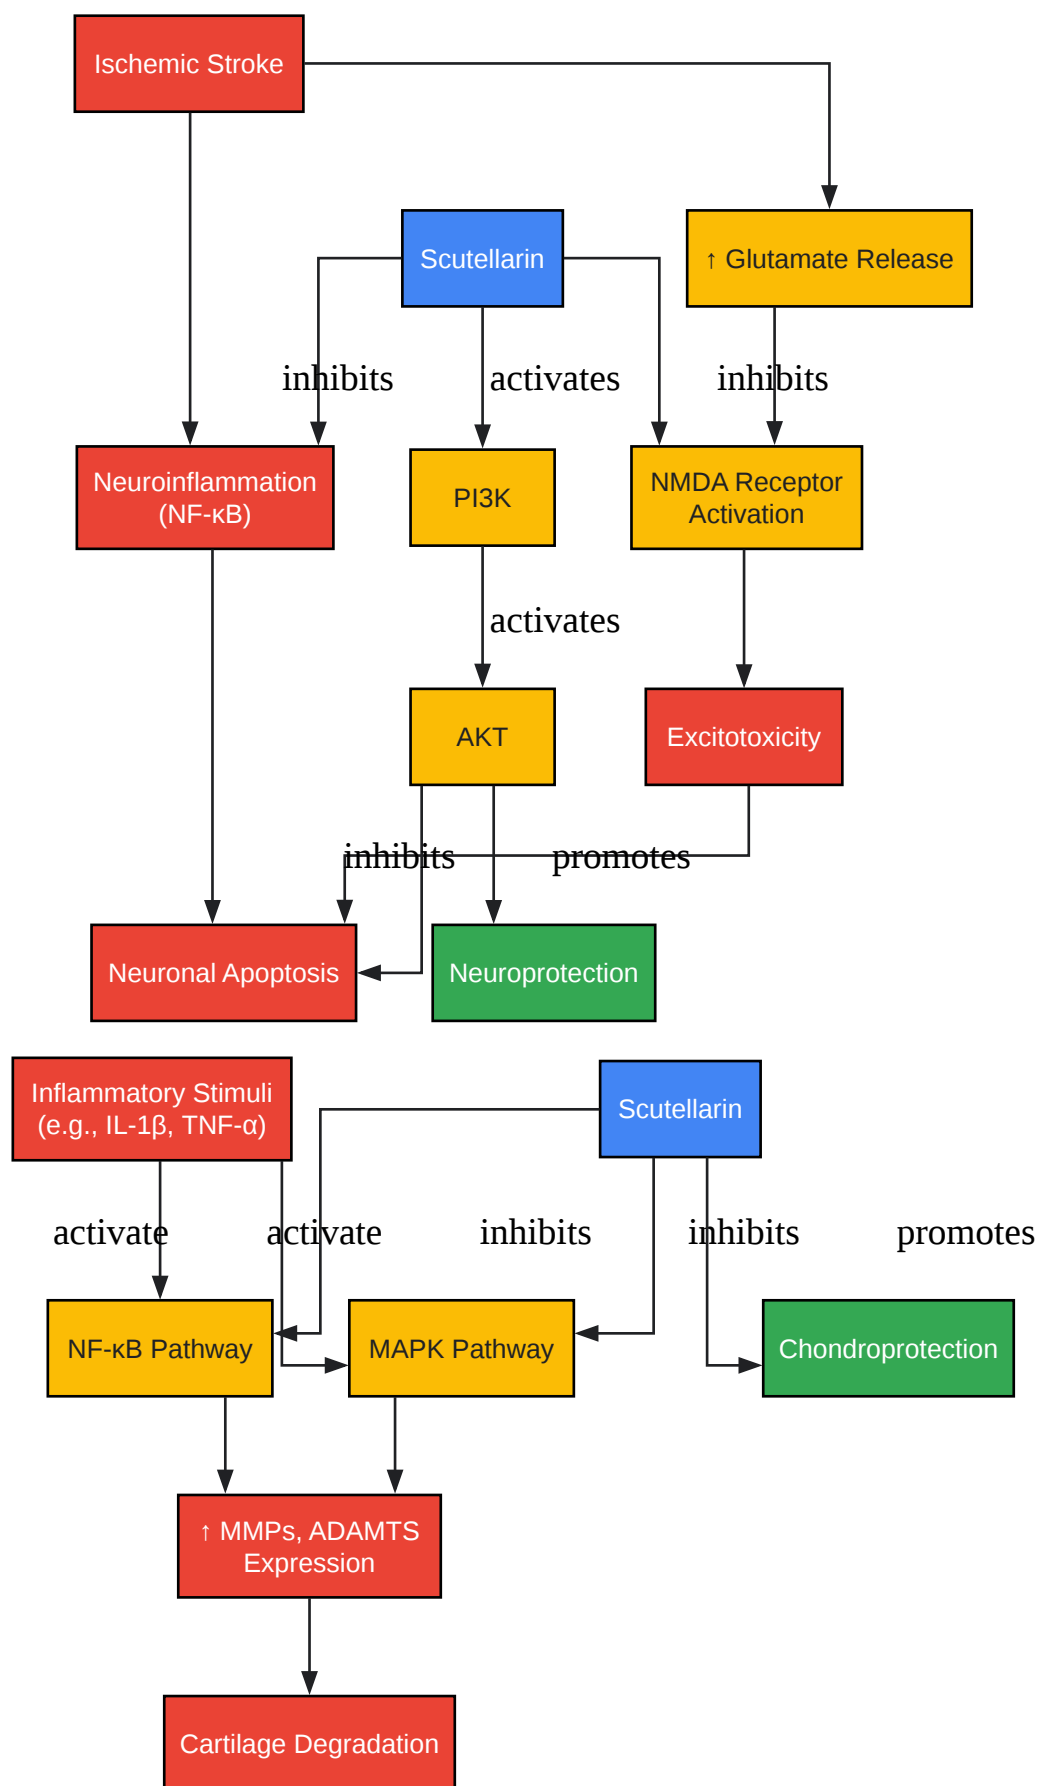 Ischemic Stroke
Scutellarin
↑ Glutamate Release
inhibits
activates
inhibits
Neuroinflammation
(NF-κB)
PI3K
NMDA Receptor
Activation
activates
AKT
Excitotoxicity
inhibits
promotes
Neuronal Apoptosis
Neuroprotection
Inflammatory Stimuli
(e.g., IL-1β, TNF-α)
Scutellarin
activate
activate
inhibits
inhibits
promotes
NF-κB Pathway
MAPK Pathway
Chondroprotection
↑ MMPs, ADAMTS
Expression
Cartilage Degradation